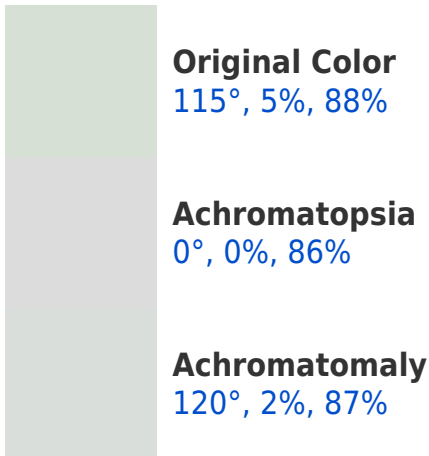 Original Color
115°, 5%, 88%
Achromatopsia
0°, 0%, 86%
Achromatomaly
120°, 2%, 87%